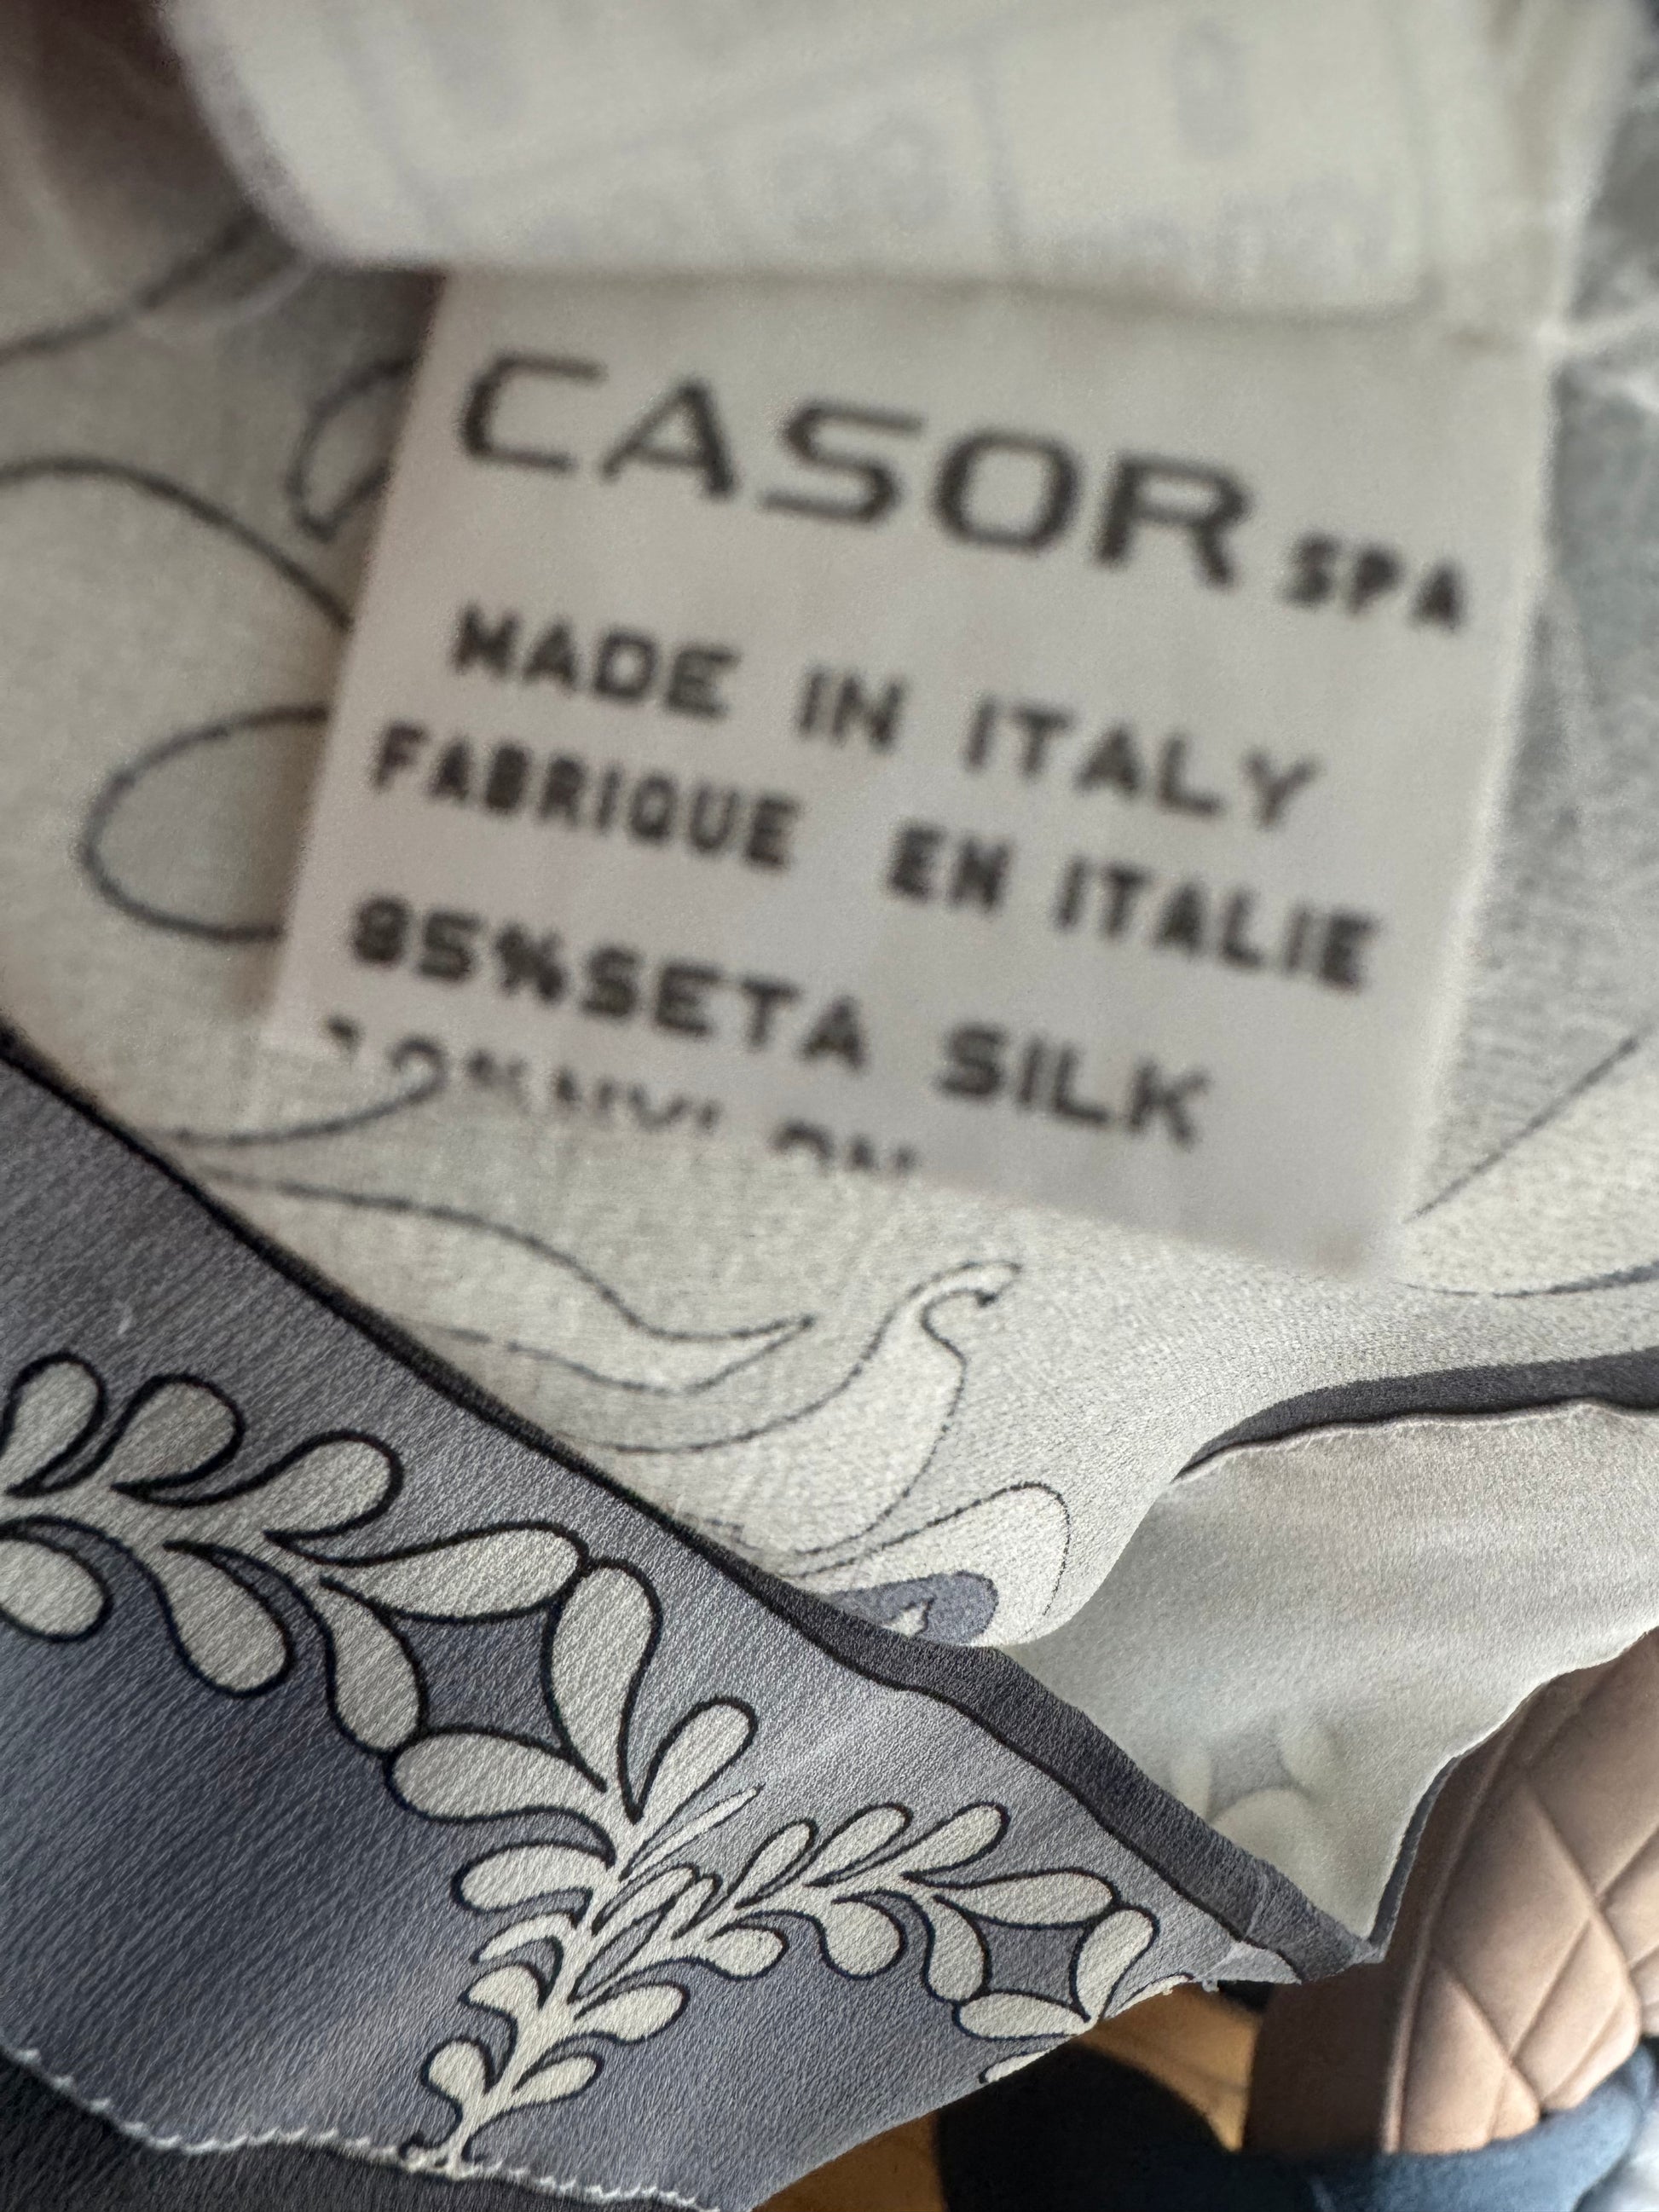 CASOR SPA
MADE IN ITALY
FABRIQUE EN ITALIE
85%SETA SILK